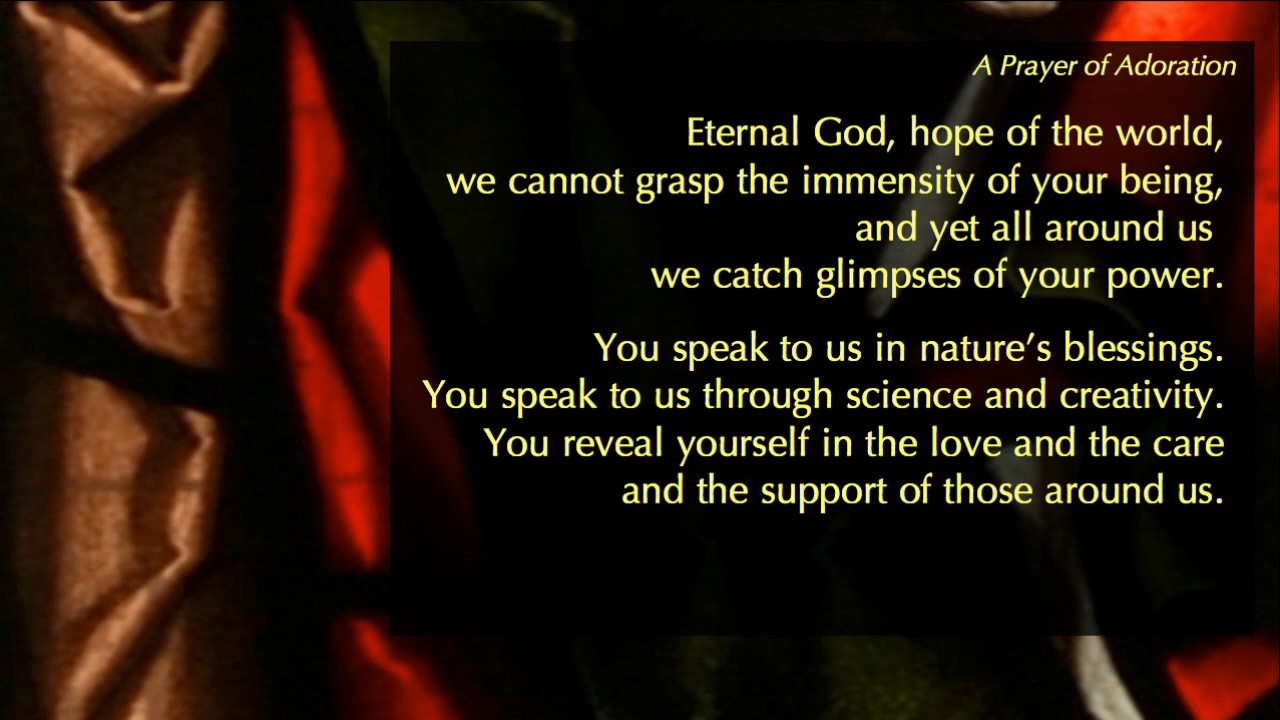 A Prayer of Adoration
Eternal God, hope of the world,
we cannot grasp the immensity of your being,
and yet all around us
we catch glimpses of your power.
You speak to us in nature’s blessings.
You speak to us through science and creativity.
You reveal yourself in the love and the care
and the support of those around us.